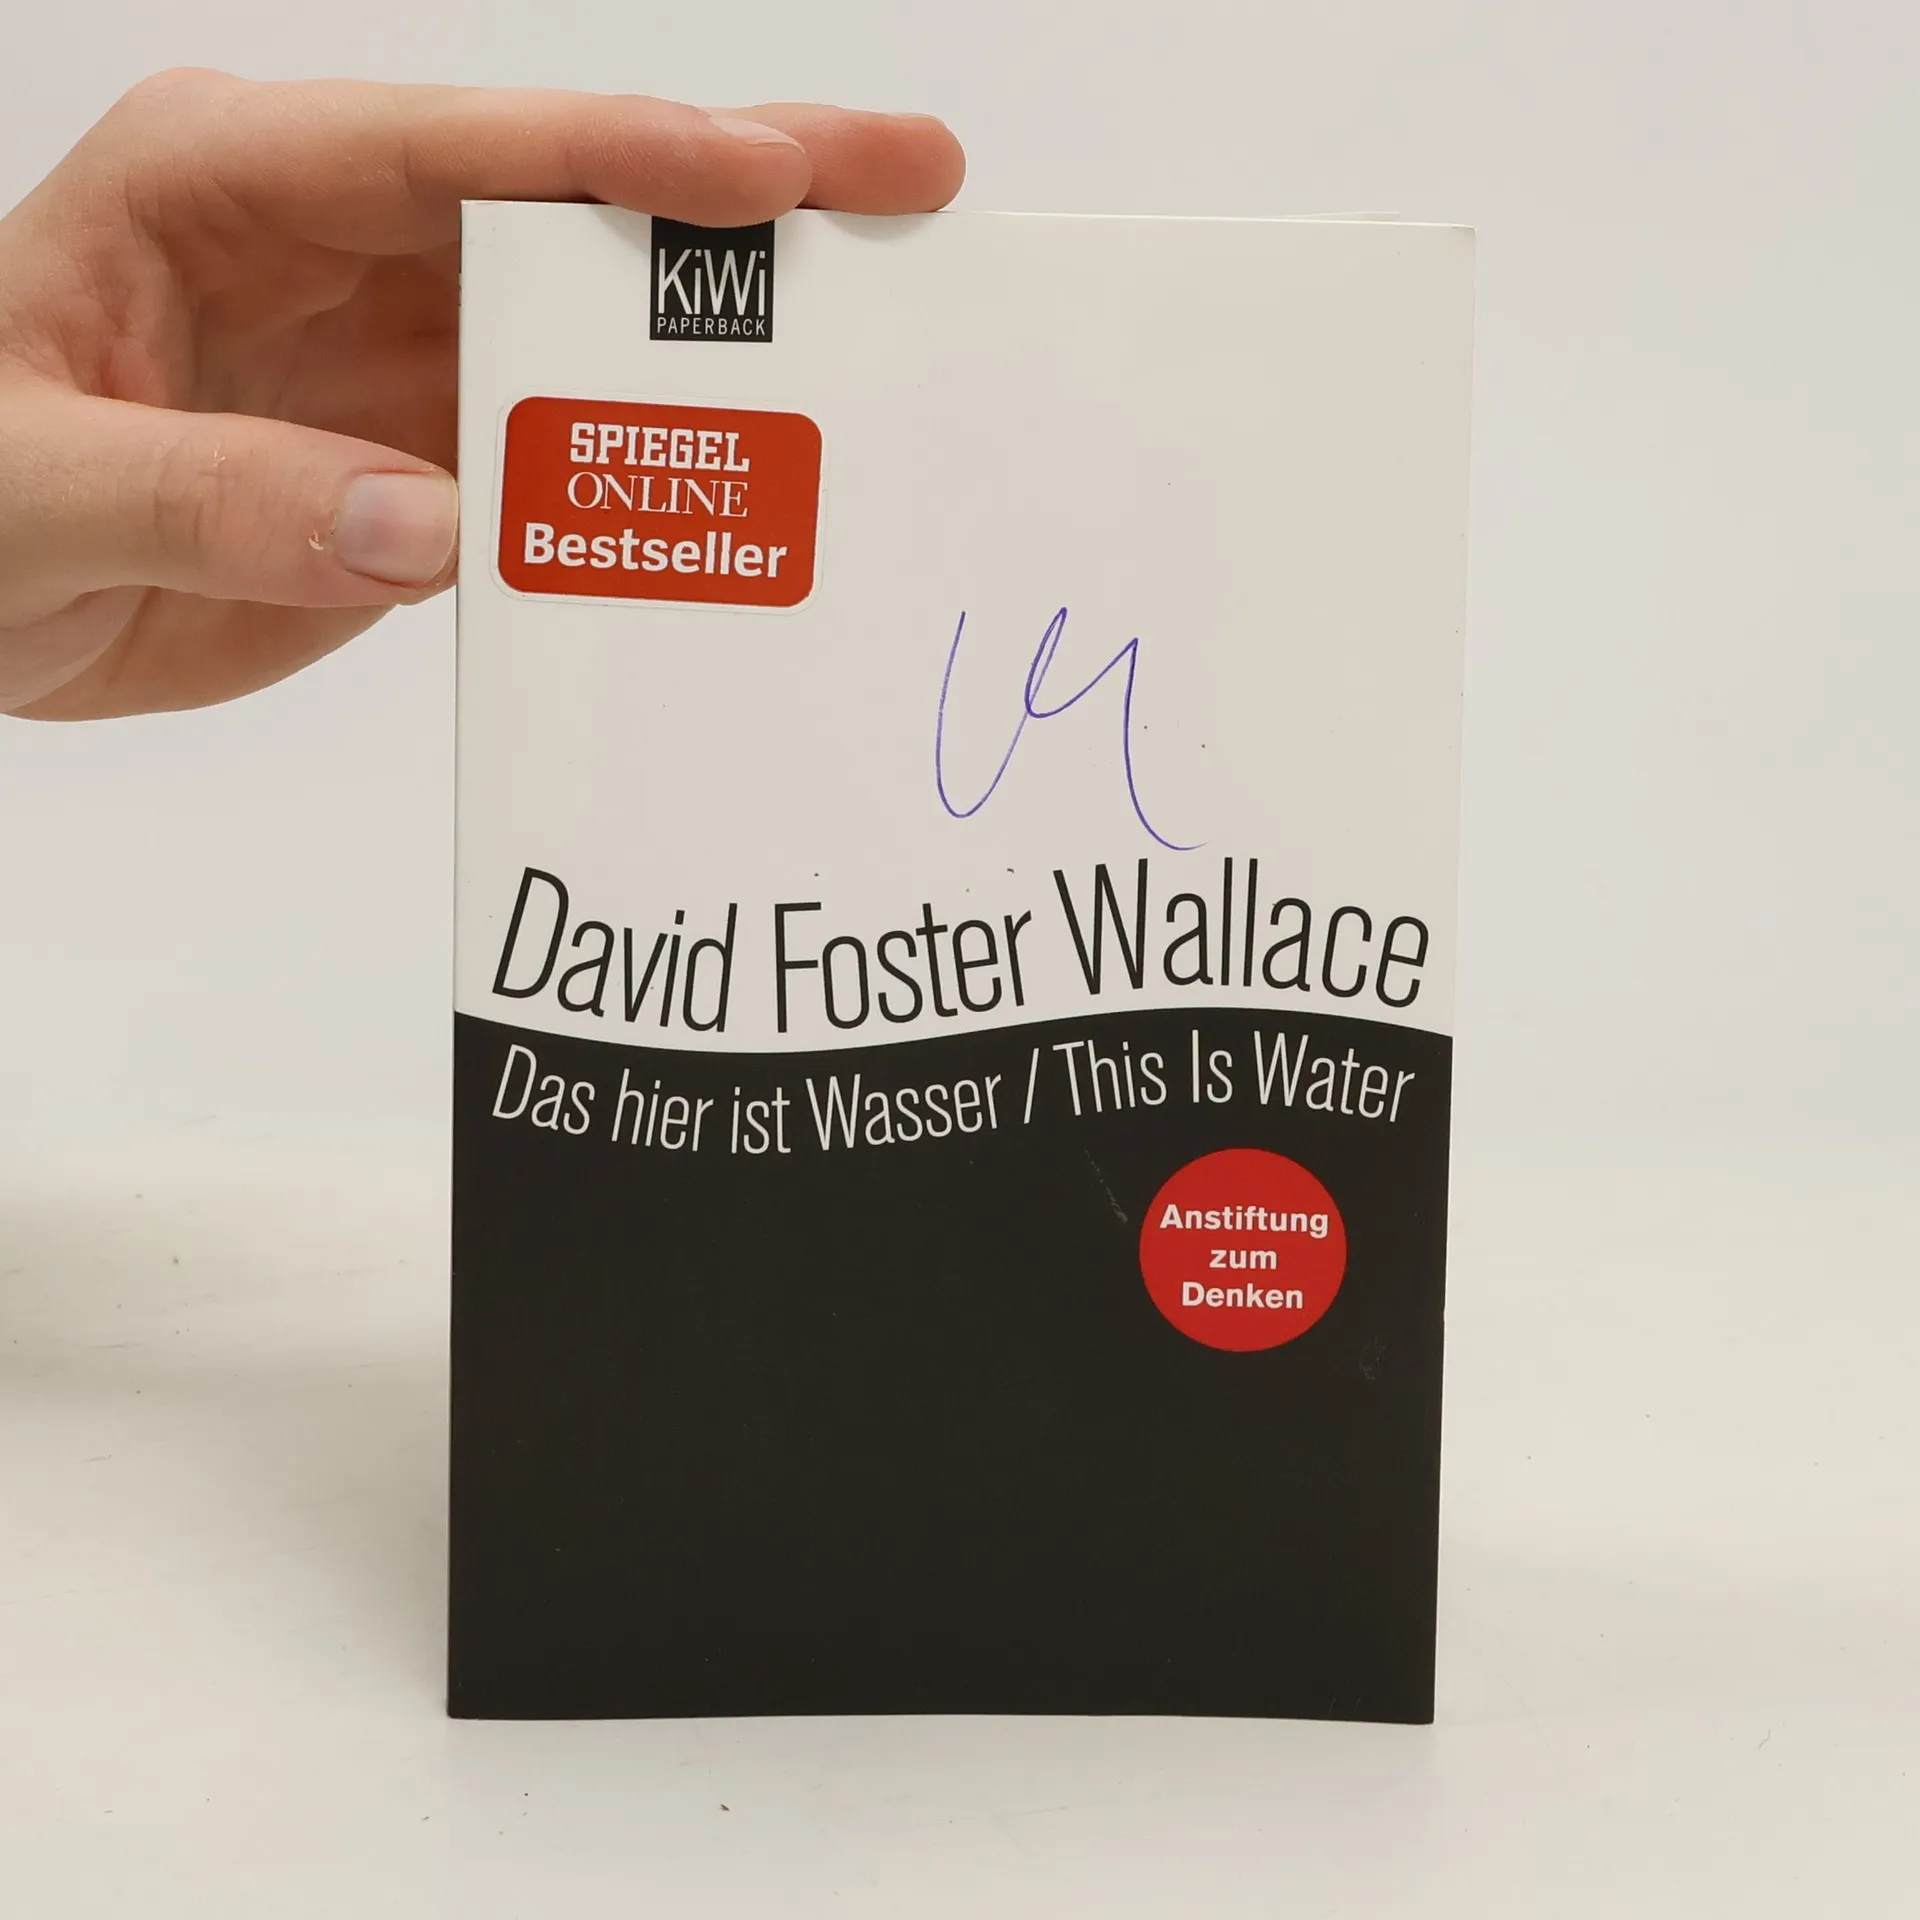 KiWi
PAPERBACK
SPIEGEL
ONLINE
Bestseller
David Foster Wallace
Das hier ist Wasser / This Is Water
Anstiftung
zum
Denken